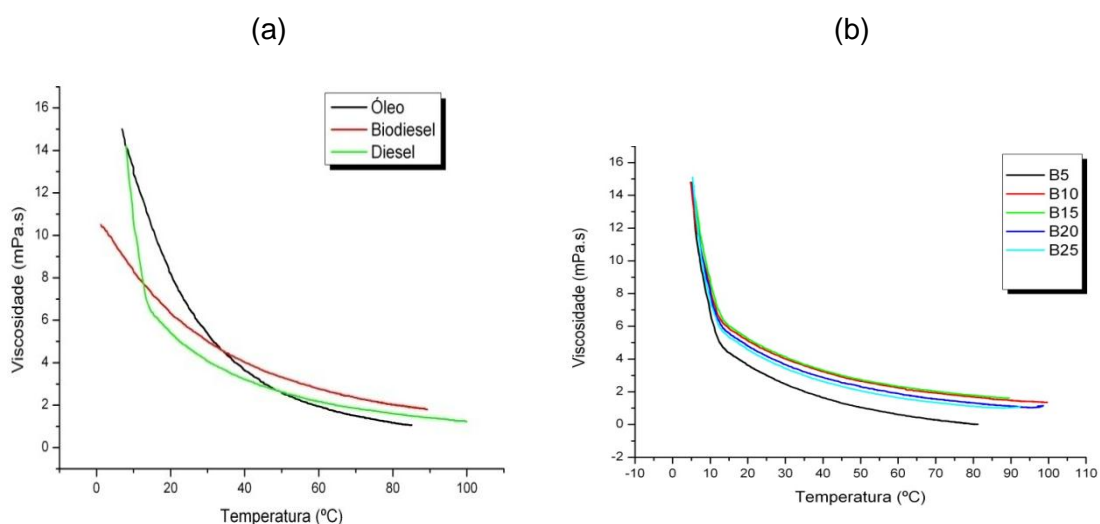 (a)
(b)
Óleo
Biodiesel
Diesel
16
14
12
10
8
6
4
2
0
Viscosidade (mPa.s)
0
20
40
60
80
100
Temperatura (ºC)
B5
B10
B15
B20
B25
16
14
12
10
8
6
4
2
0
-2
Viscosidade (mPa.s)
-10
0
10
20
30
40
50
60
70
80
90
100
110
Temperatura (ºC)